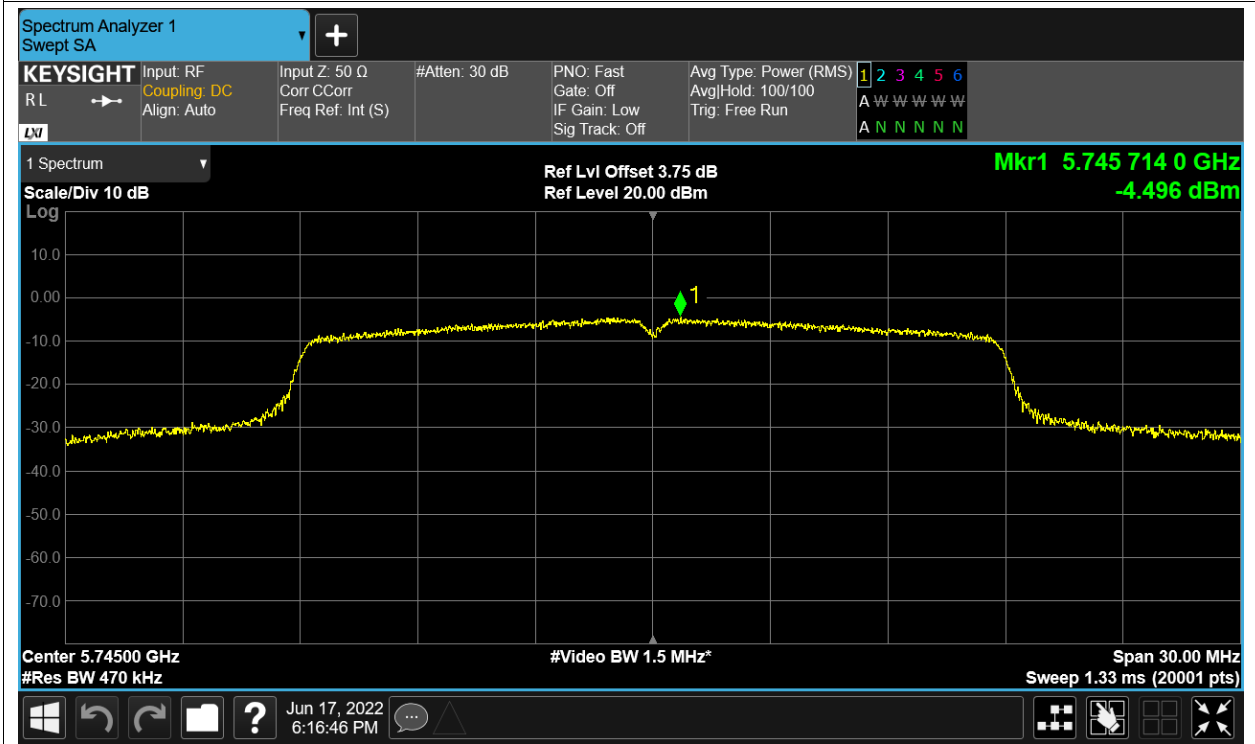 Spectrum Analyzer 1
Swept SA
+
KEYSIGHT
R L
LXI
Input: RF
Coupling: DC
Align: Auto
Input Z: 50 Ω
Corr CCorr
Freq Ref: Int (S)
#Atten: 30 dB
PNO: Fast
Gate: Off
IF Gain: Low
Sig Track: Off
Avg Type: Power (RMS)
Avg|Hold: 100/100
Trig: Free Run
1 2 3 4 5 6
A W W W W W
A N N N N N
1 Spectrum
Scale/Div 10 dB
Log
Ref Lvl Offset 3.75 dB
Ref Level 20.00 dBm
Mkr1 5.745 714 0 GHz
-4.496 dBm
10.0
0.00
-10.0
-20.0
-30.0
-40.0
-50.0
-60.0
-70.0
1
Center 5.74500 GHz
#Res BW 470 kHz
#Video BW 1.5 MHz*
Span 30.00 MHz
Sweep 1.33 ms (20001 pts)
?
Jun 17, 2022
6:16:46 PM